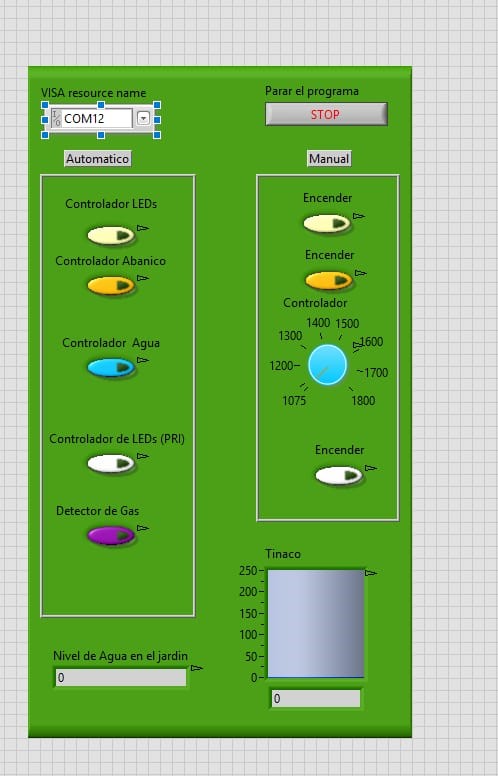 VISA resource name
COM12
Parar el programa
STOP
Automatico
Manual
Controlador LEDs
Controlador Abanico
Controlador  Agua
Controlador de LEDs (PRI)
Detector de Gas
Encender
Encender
Controlador
1075
1200
1300
1400
1500
1600
1700
1800
Encender
Nivel de Agua en el jardin
0
Tinaco
250
200
150
100
50
0
0